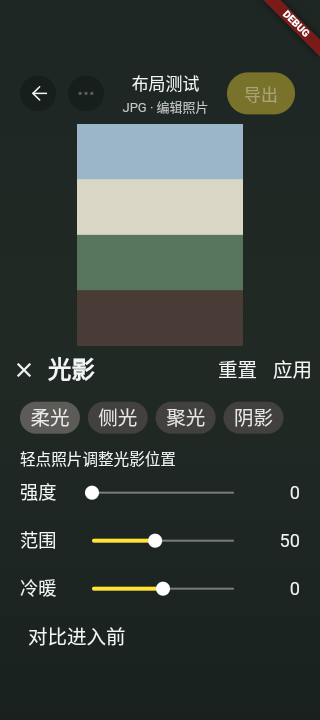 DEBUG
布局测试
JPG · 编辑照片
导出
光影
重置
应用
柔光
侧光
聚光
阴影
轻点照片调整光影位置
强度
0
范围
50
冷暖
0
对比进入前